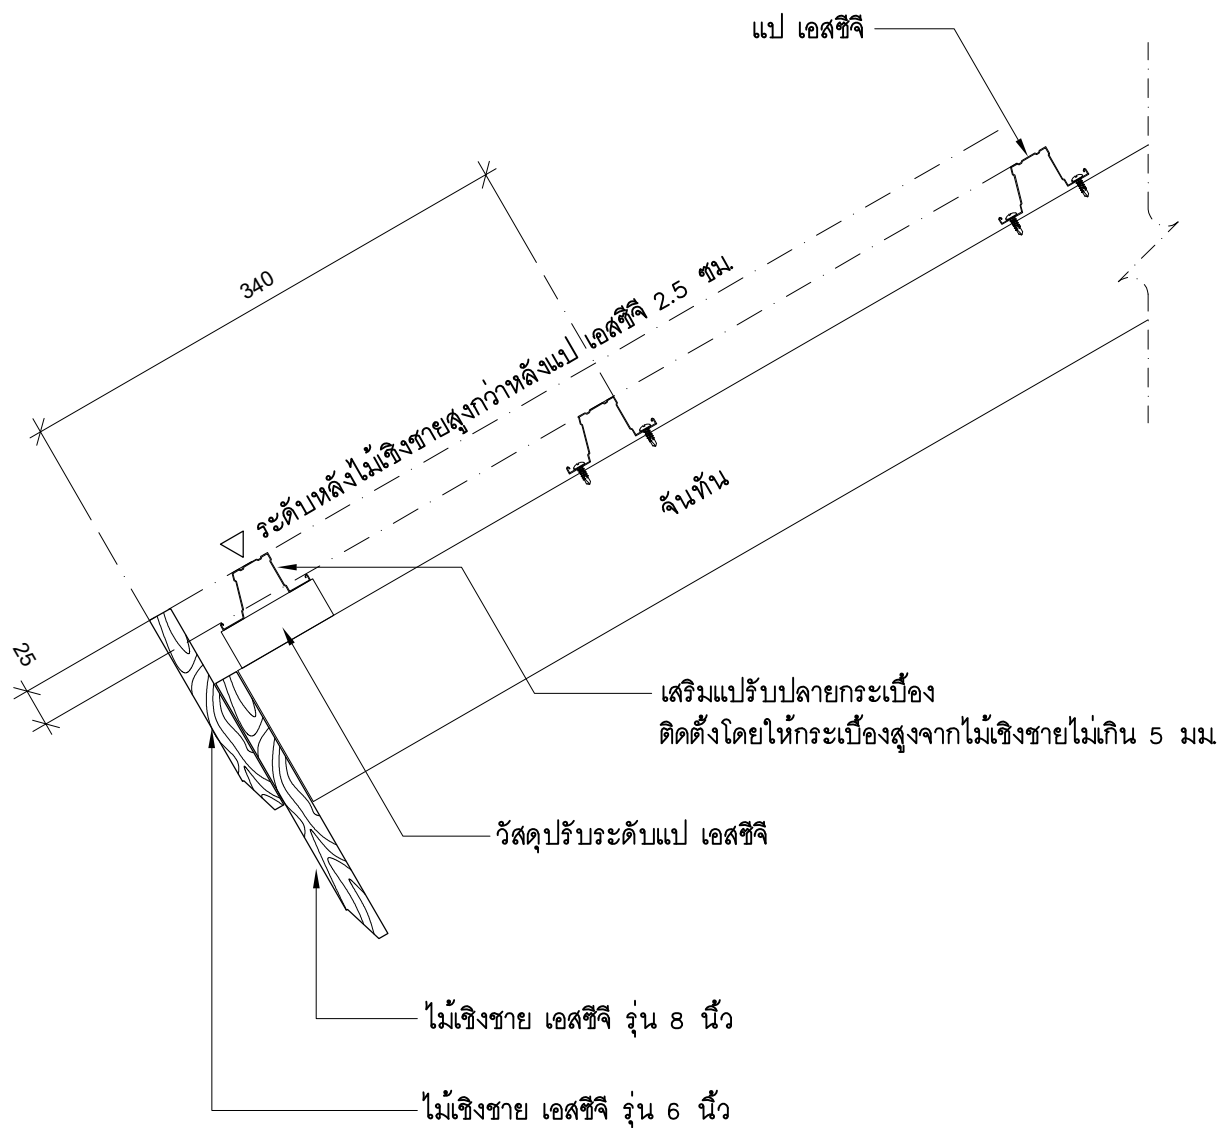 แป เอสซีจี
340
ระดับหลังไม้เชิงชายสูงกว่าหลังแป เอสซีจี 2.5 ซม.
จันทัน
25
เสริมแปรับปลายกระเบื้อง
ติดตั้งโดยให้กระเบื้องสูงจากไม้เชิงชายไม่เกิน 5 มม.
วัสดุปรับระดับแป เอสซีจี
ไม้เชิงชาย เอสซีจี รุ่น 8 นิ้ว
ไม้เชิงชาย เอสซีจี รุ่น 6 นิ้ว